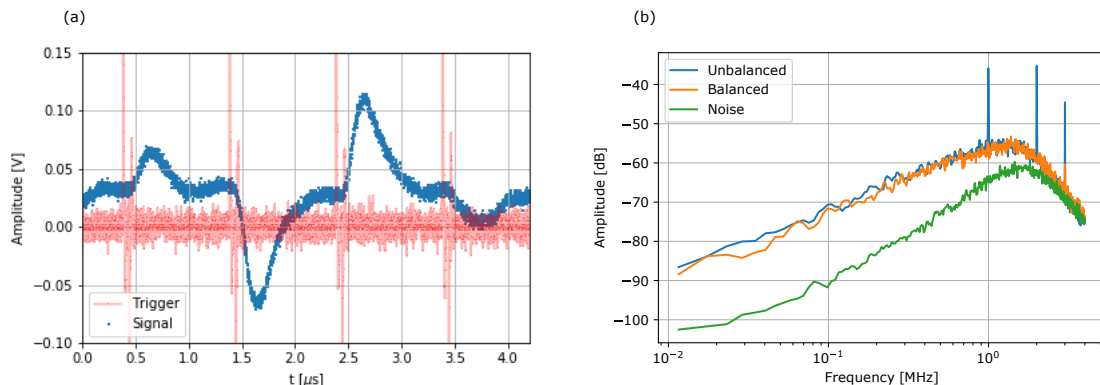 (a)
0.15
0.10
0.05
0.00
−0.05
−0.10
Amplitude [V]
Trigger
Signal
0.0 0.5 1.0 1.5 2.0 2.5 3.0 3.5 4.0
t [μs]
(b)
−40
−50
−60
−70
−80
−90
−100
Amplitude [dB]
Unbalanced
Balanced
Noise
10⁻² 10⁻¹ 10⁰
Frequency [MHz]